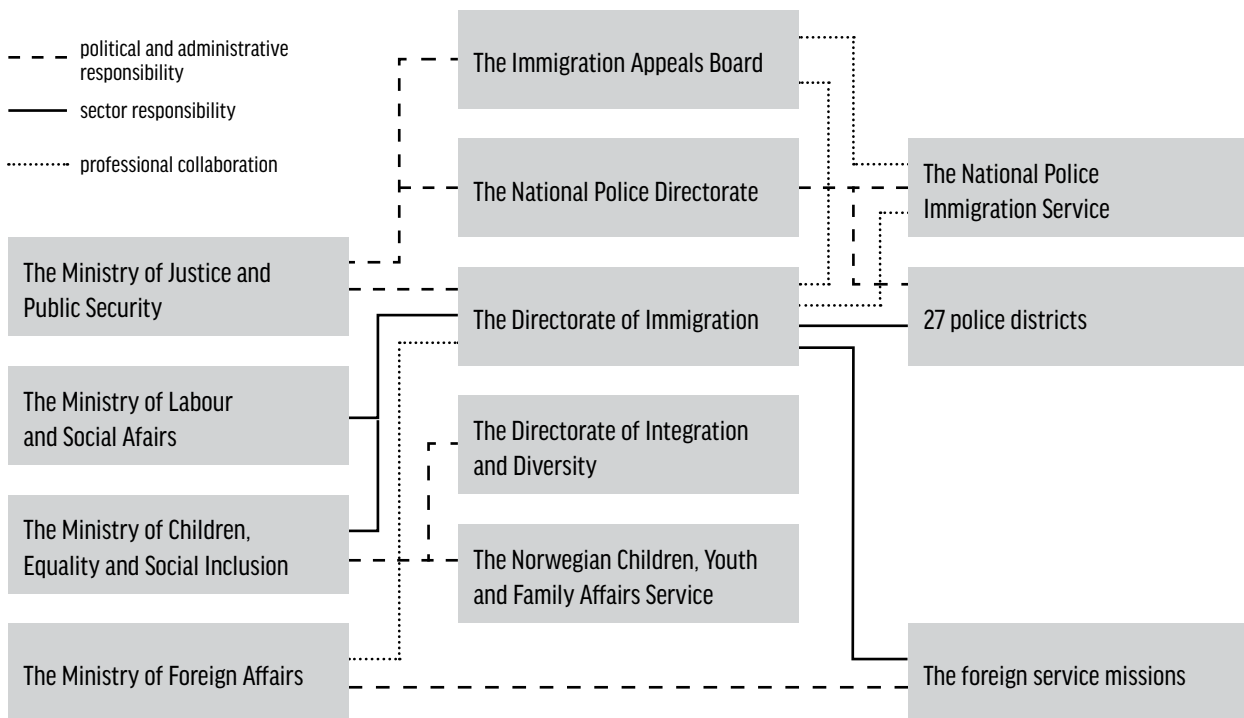 political and administrative
responsibility
sector responsibility
professional collaboration
The Ministry of Justice and
Public Security
The Ministry of Labour
and Social Afairs
The Ministry of Children,
Equality and Social Inclusion
The Ministry of Foreign Affairs
The Immigration Appeals Board
The National Police Directorate
The Directorate of Immigration
The Directorate of Integration
and Diversity
The Norwegian Children, Youth
and Family Affairs Service
The National Police
Immigration Service
27 police districts
The foreign service missions